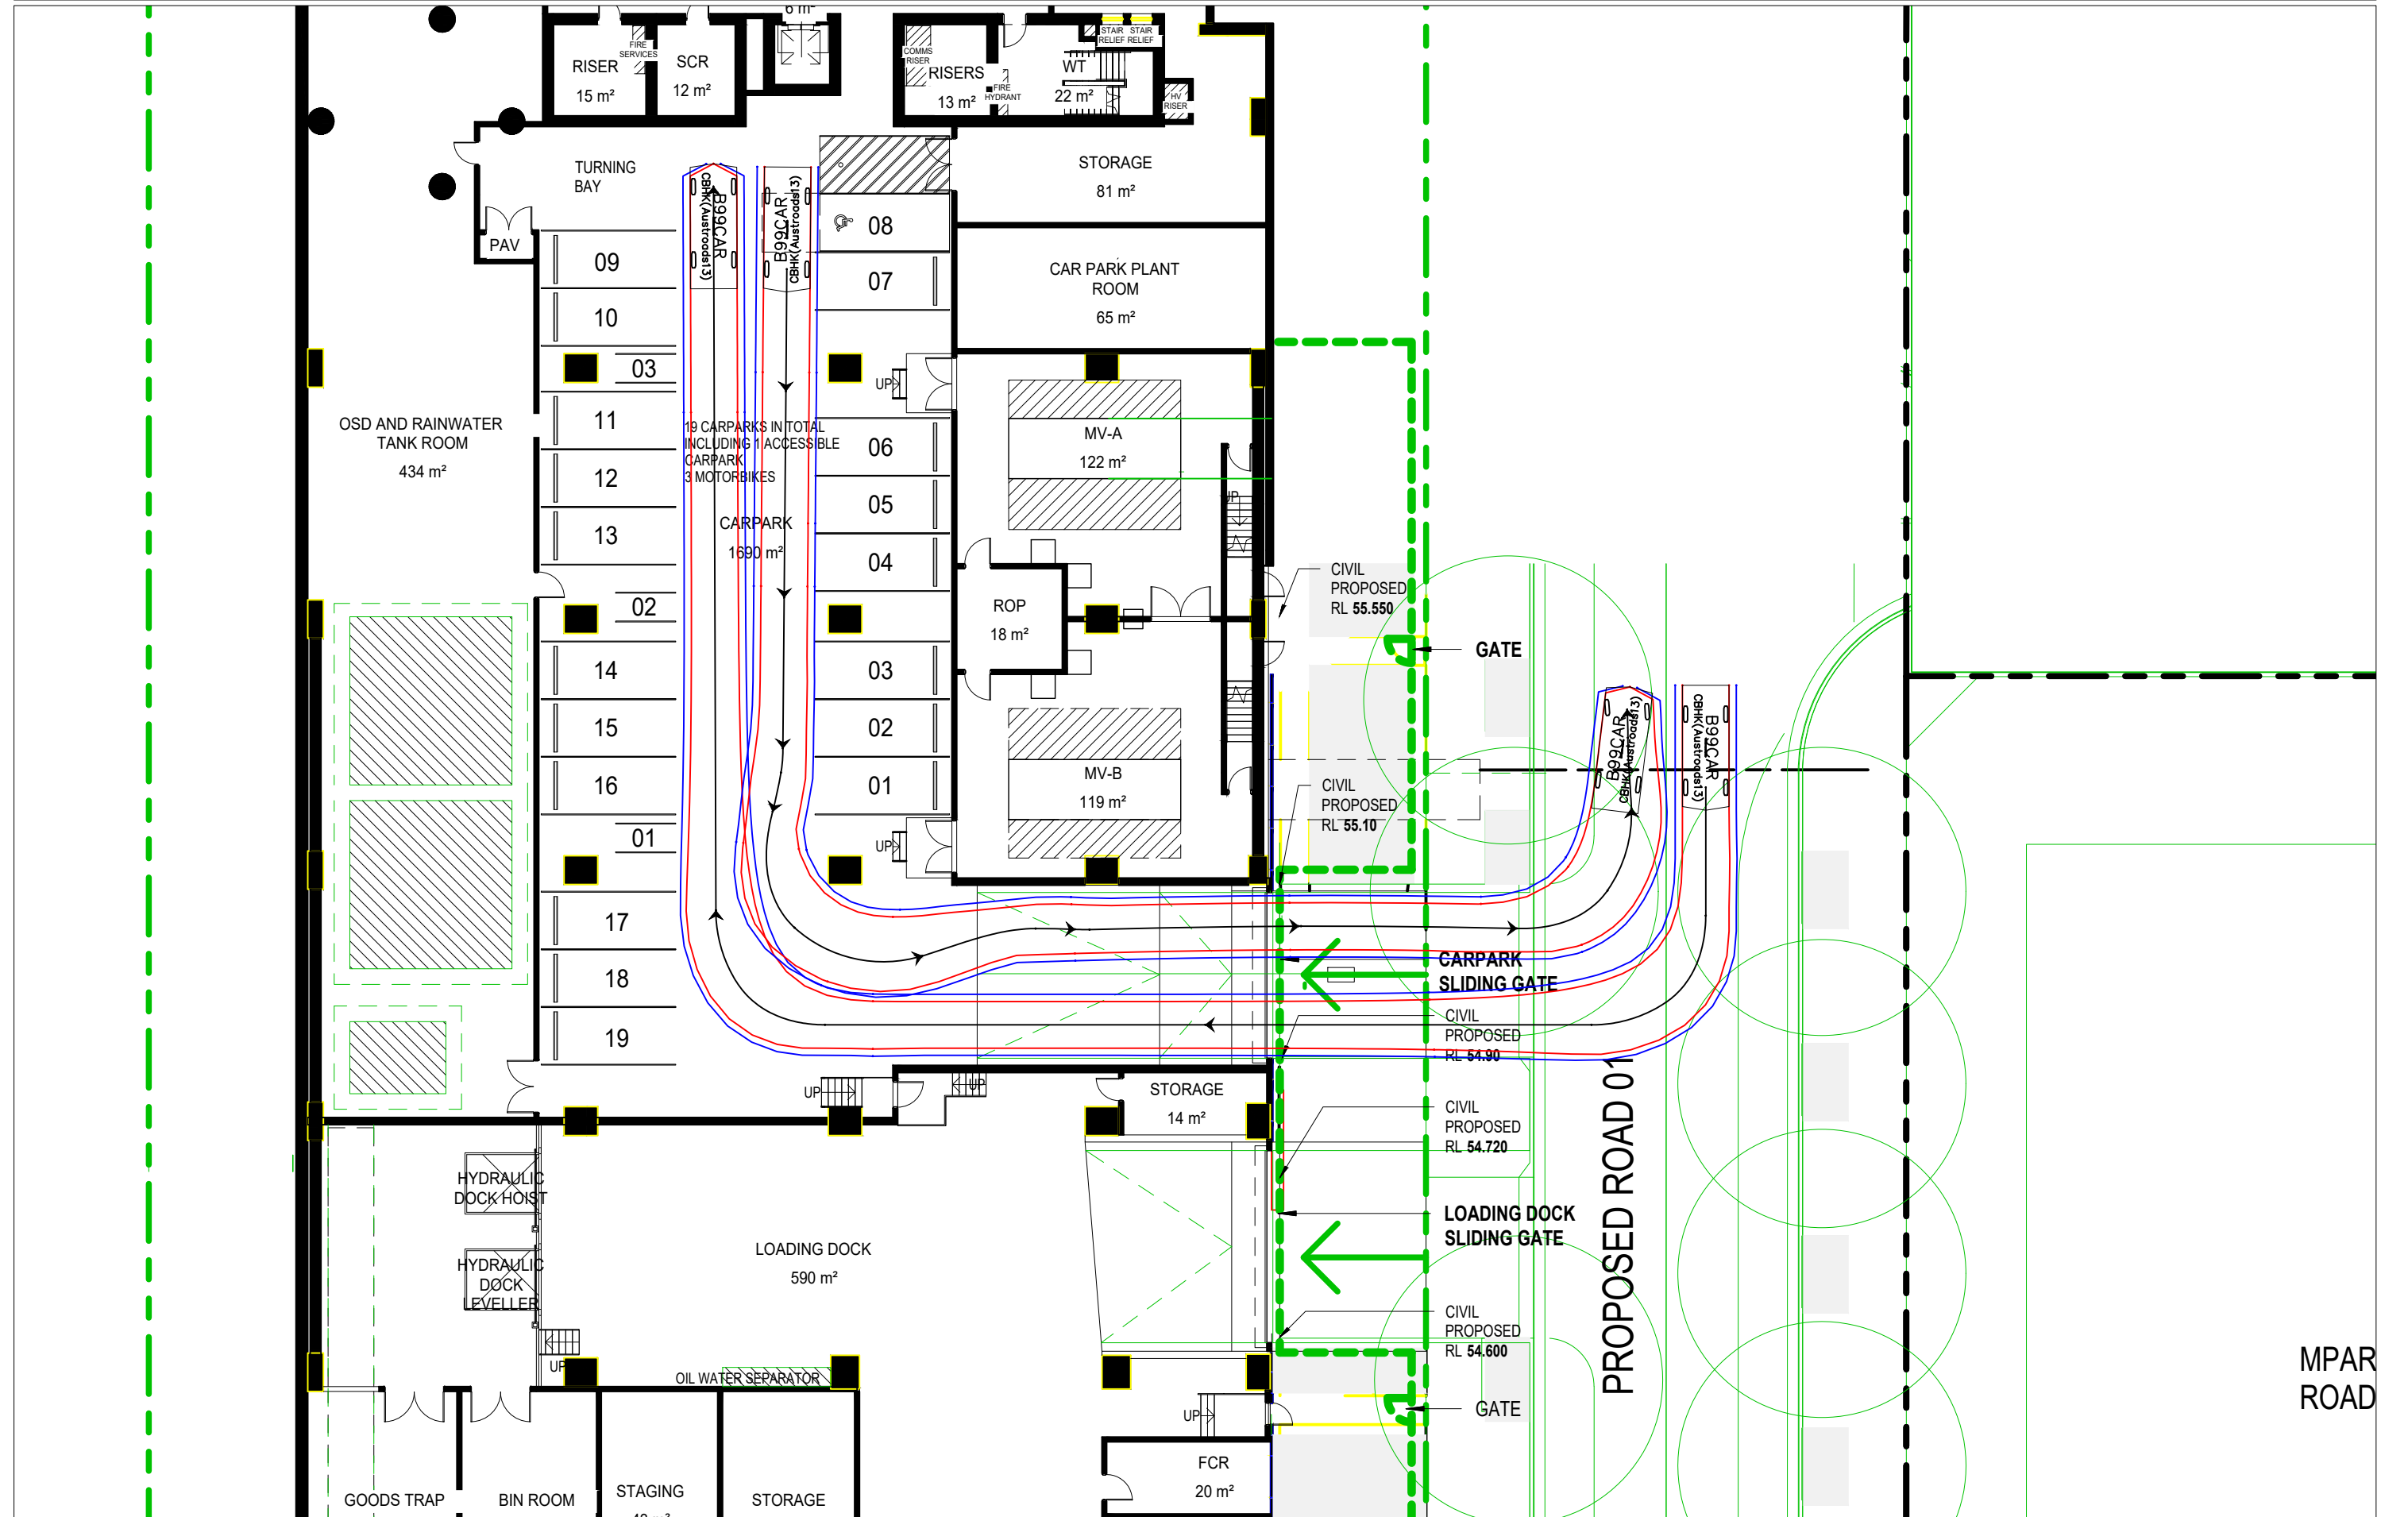 6 m²
RISER
15 m²
FIRE
SERVICES
SCR
12 m²
COMMS
RISER
RISERS
13 m²
FIRE
HYDRANT
WT
22 m²
STAIR
RELIEF
STAIR
RELIEF
HV
RISER
TURNING
BAY
PAV
B99CAR
CBHK(Austroads13)
B99CAR
CBHK(Austroads13)
STORAGE
81 m²
CAR PARK PLANT
ROOM
65 m²
08
07
06
05
04
03
02
01
09
10
03
11
12
13
02
14
15
16
01
17
18
19
OSD AND RAINWATER
TANK ROOM
434 m²
19 CARPARKS IN TOTAL
INCLUDING 1 ACCESSIBLE
CARPARK
3 MOTORBIKES
CARPARK
1690 m²
UP
MV-A
122 m²
UP
ROP
18 m²
MV-B
119 m²
UP
CIVIL
PROPOSED
RL 55.550
GATE
CIVIL
PROPOSED
RL 55.10
B99CAR
CBHK(Austroads13)
B99CAR
CBHK(Austroads13)
CARPARK
SLIDING GATE
CIVIL
PROPOSED
RL 54.90
CIVIL
PROPOSED
RL 54.720
LOADING DOCK
SLIDING GATE
CIVIL
PROPOSED
RL 54.600
GATE
PROPOSED ROAD 01
MPAR
ROAD
UP
UP
STORAGE
14 m²
HYDRAULIC
DOCK HOIST
HYDRAULIC
DOCK
LEVELLER
LOADING DOCK
590 m²
UP
OIL WATER SEPARATOR
UP
FCR
20 m²
GOODS TRAP
BIN ROOM
STAGING
STORAGE